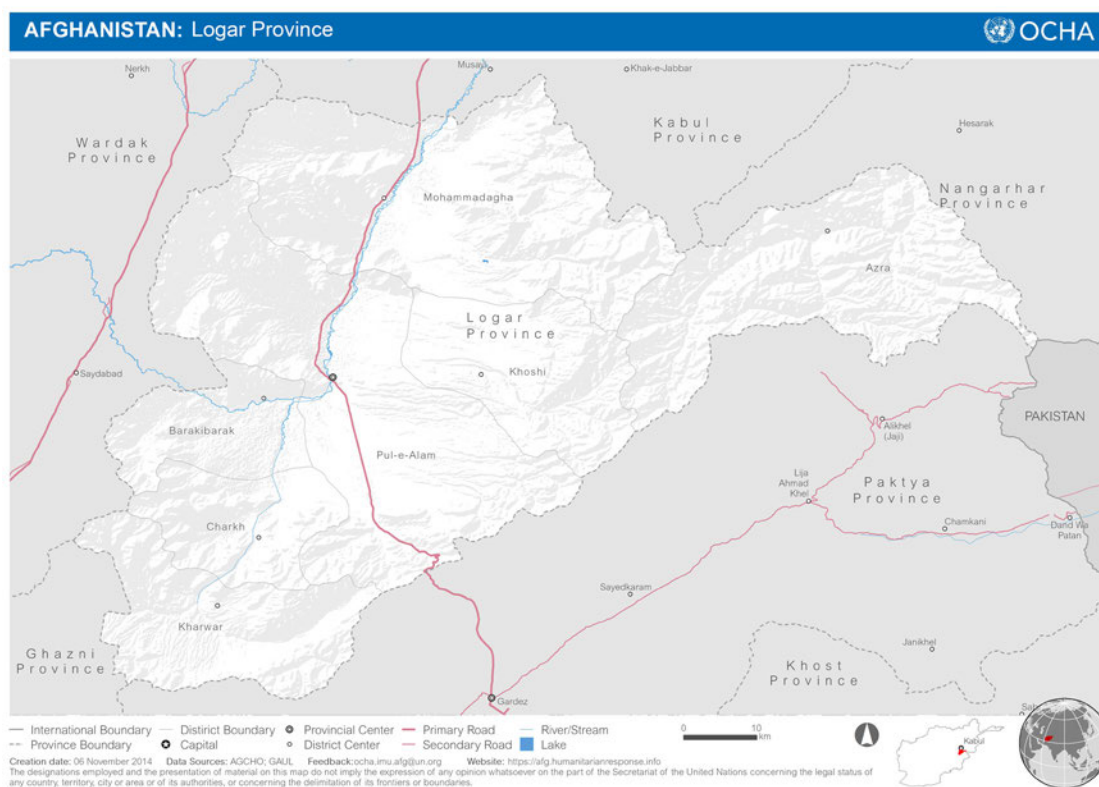 AFGHANISTAN: Logar Province
OCHA
Nerkh
Musayi
Khak-e-Jabbar
Wardak
Province
Kabul
Province
Hesarak
Nangarhar
Province
Mohammadagha
Azra
Logar
Province
Saydabad
Khoshi
PAKISTAN
Barakibarak
Alikhel
(Jaji)
Pul-e-Alam
Lija
Ahmad
Khel
Paktya
Province
Charkh
Chamkani
Dand Wa
Patan
Sayedkaram
Kharwar
Ghazni
Province
Janikhel
Khost
Province
Gardez
International Boundary
District Boundary
Provincial Center
Primary Road
River/Stream
0
10
km
Province Boundary
Capital
District Center
Secondary Road
Lake
Kabul
Creation date: 06 November 2014 Data Sources: AGCHO; GAUL Feedback:ocha.imu.afg@un.org Website: https://afg.humanitarianresponse.info
The designations employed and the presentation of material on this map do not imply the expression of any opinion whatsoever on the part of the Secretariat of the United Nations concerning the legal status of
any country, territory, city or area or of its authorities, or concerning the delimitation of its frontiers or boundaries.